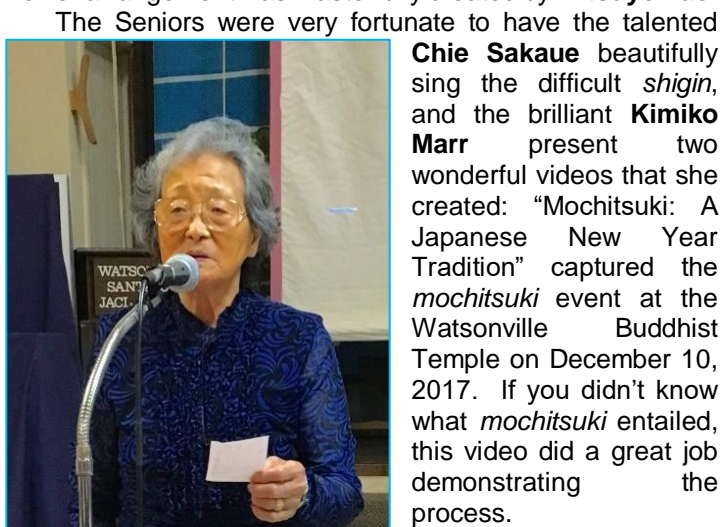 The Seniors were very fortunate to have the talented
Chie Sakaue beautifully
sing the difficult shigin,
and the brilliant Kimiko
Marr present two
wonderful videos that she
created: “Mochitsuki: A
Japanese New Year
Tradition” captured the
mochitsuki event at the
Watsonville Buddhist
Temple on December 10,
2017. If you didn’t know
what mochitsuki entailed,
this video did a great job
demonstrating the
process.
WATSO
SANT
JACL